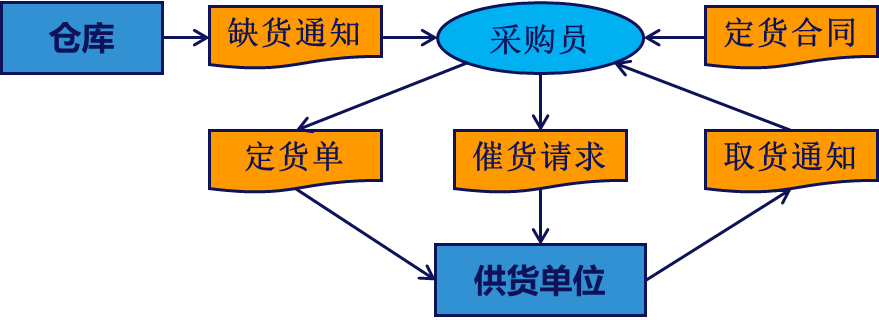 仓库
缺货通知
采购员
定货合同
定货单
催货请求
取货通知
供货单位